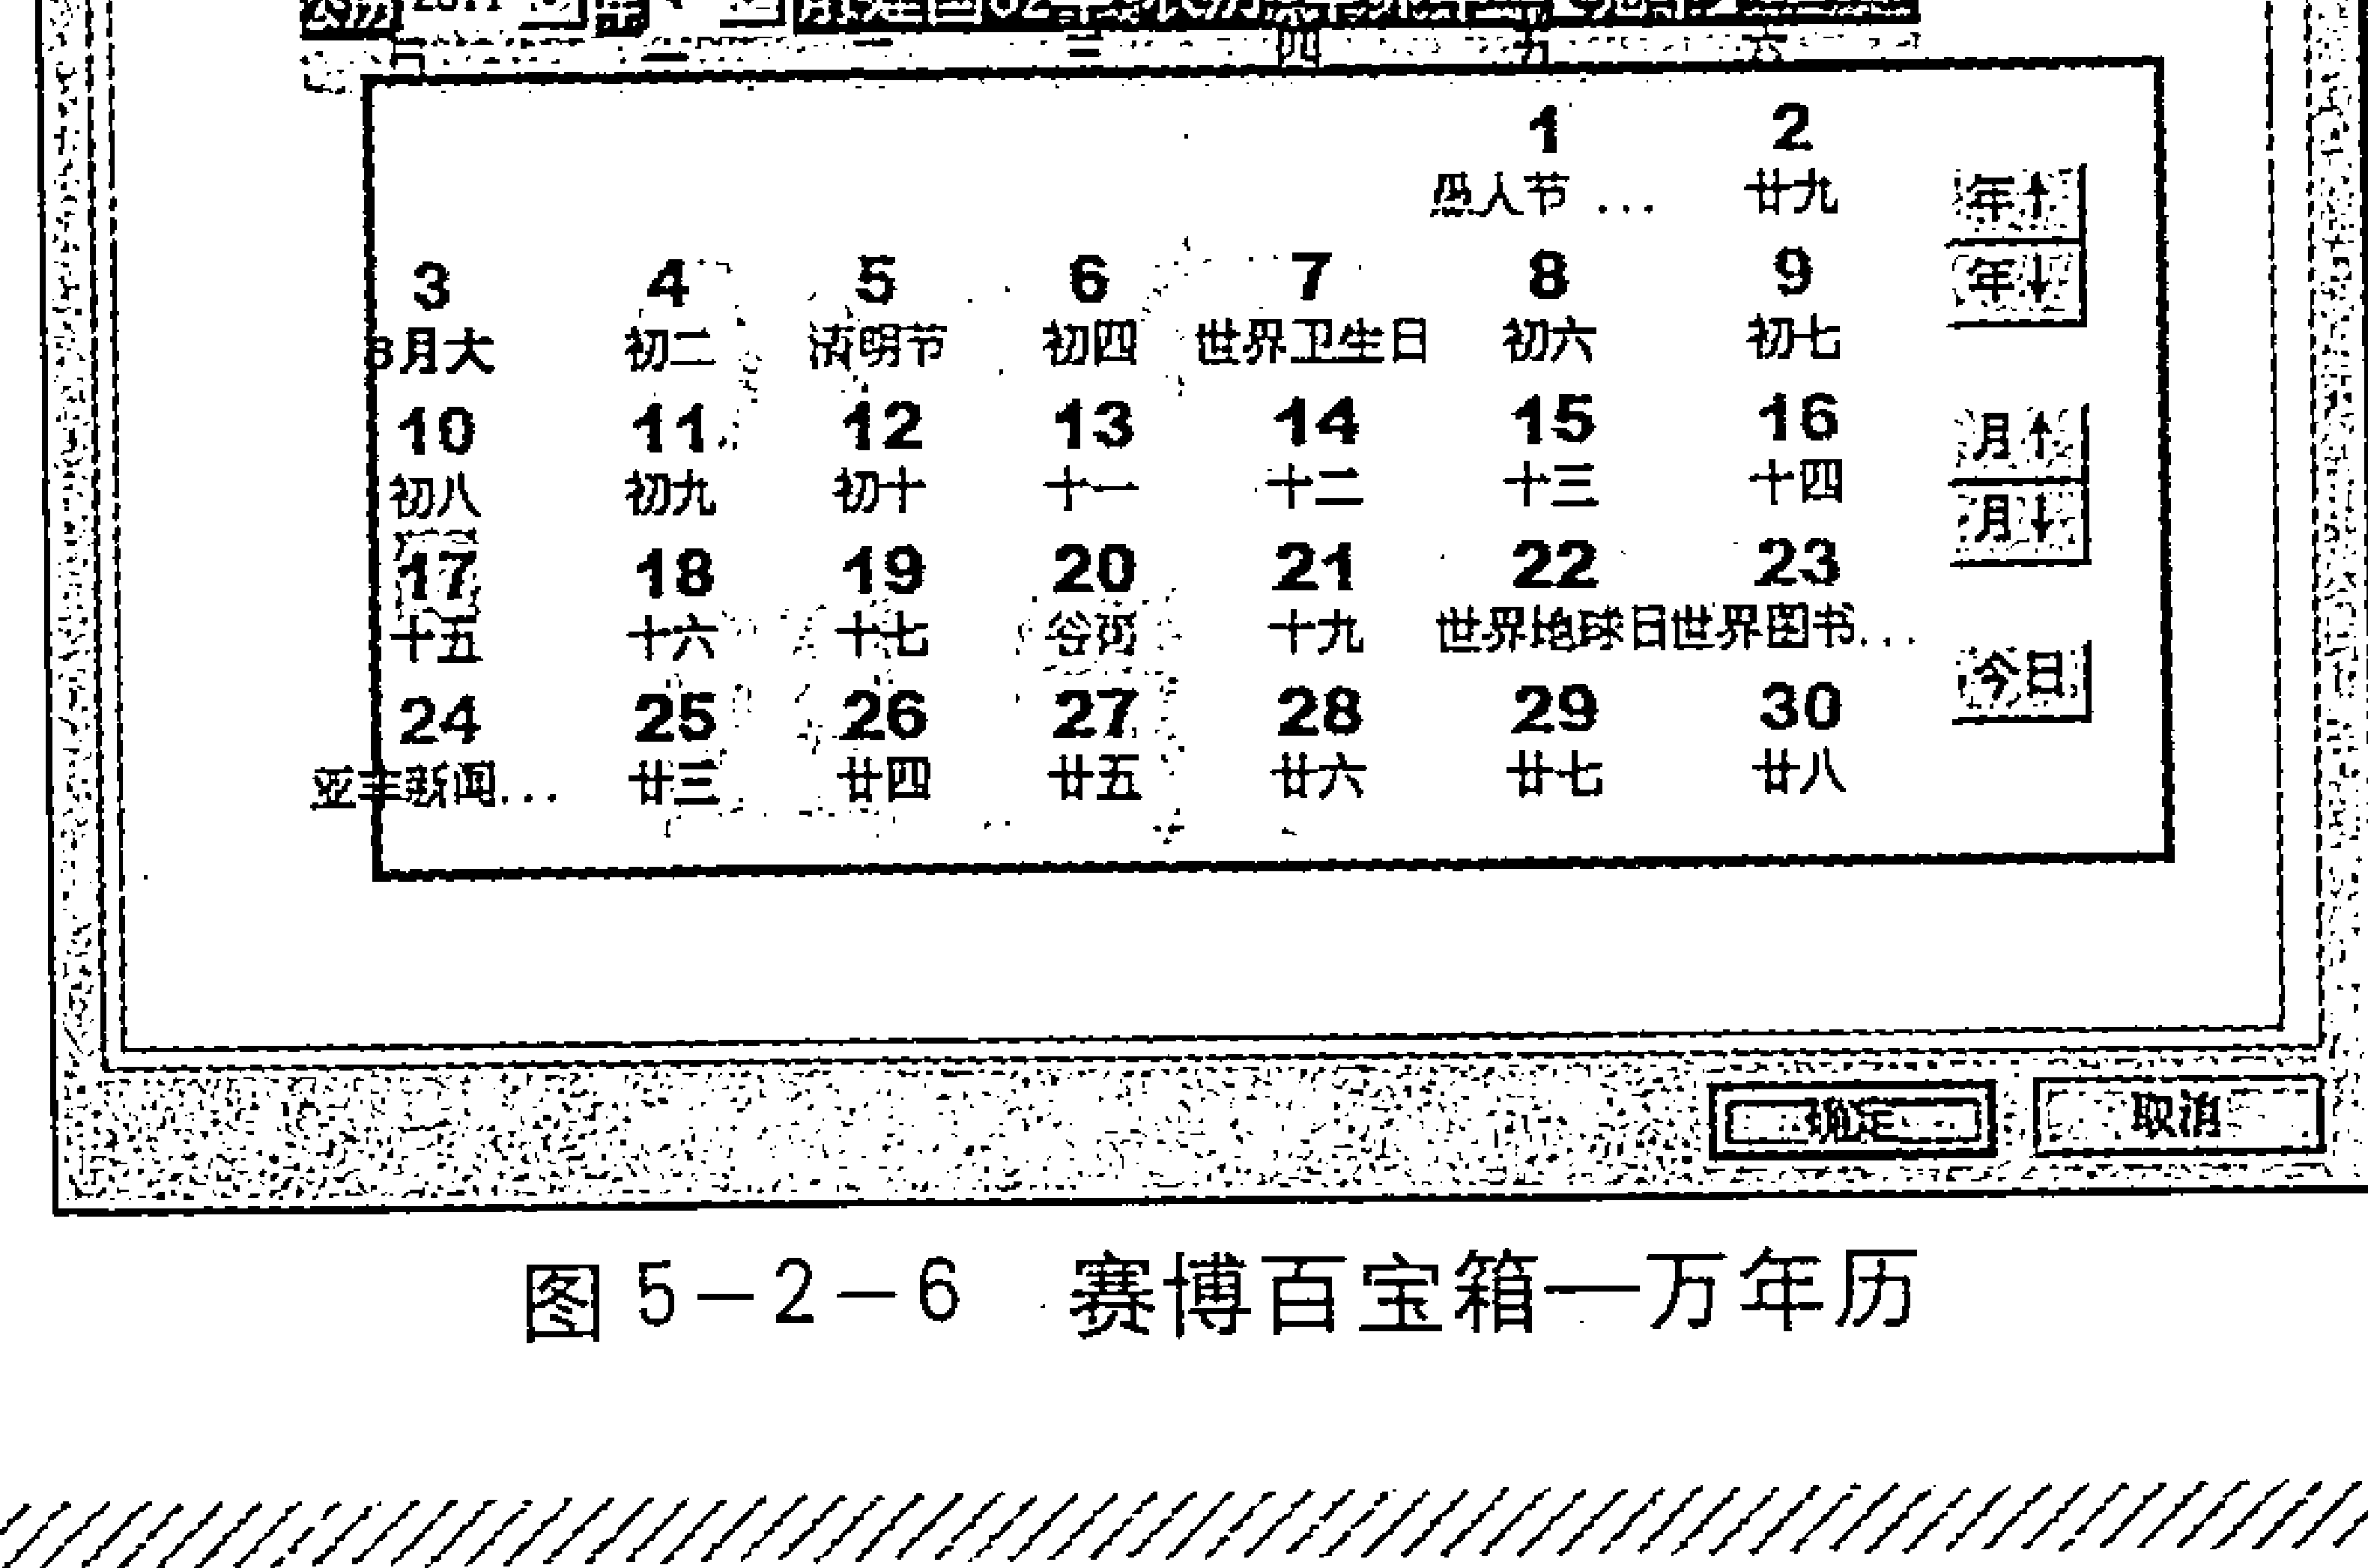 四 五 六
1 2
愚人节 ... 廿九
年↑
3 4 5 6 7 8 9
年↓
3月大 初二 清明节 初四 世界卫生日 初六 初七
10 11 12 13 14 15 16
月↑
初八 初九 初十 十一 十二 十三 十四
月↓
17 18 19 20 21 22 23
十五 十六 十七 谷雨 十九 世界地球日 世界图书...
今日
24 25 26 27 28 29 30
亚非新闻... 廿三 廿四 廿五 廿六 廿七 廿八
确定 取消
图5-2-6 赛博百宝箱—万年历